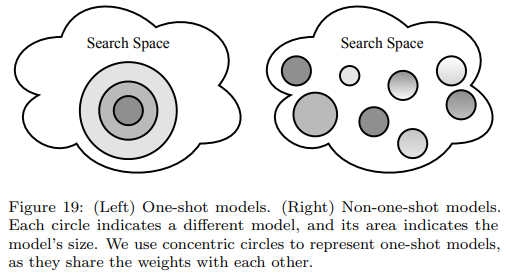 Search Space
Search Space
Figure 19: (Left) One-shot models. (Right) Non-one-shot models.
Each circle indicates a different model, and its area indicates the
model's size. We use concentric circles to represent one-shot models,
as they share the weights with each other.